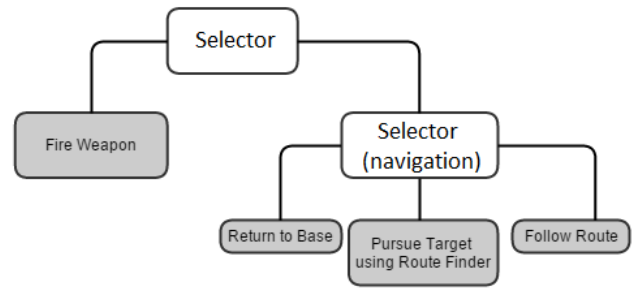 Selector
Fire Weapon
Selector
(navigation)
Return to Base
Pursue Target
using Route Finder
Follow Route